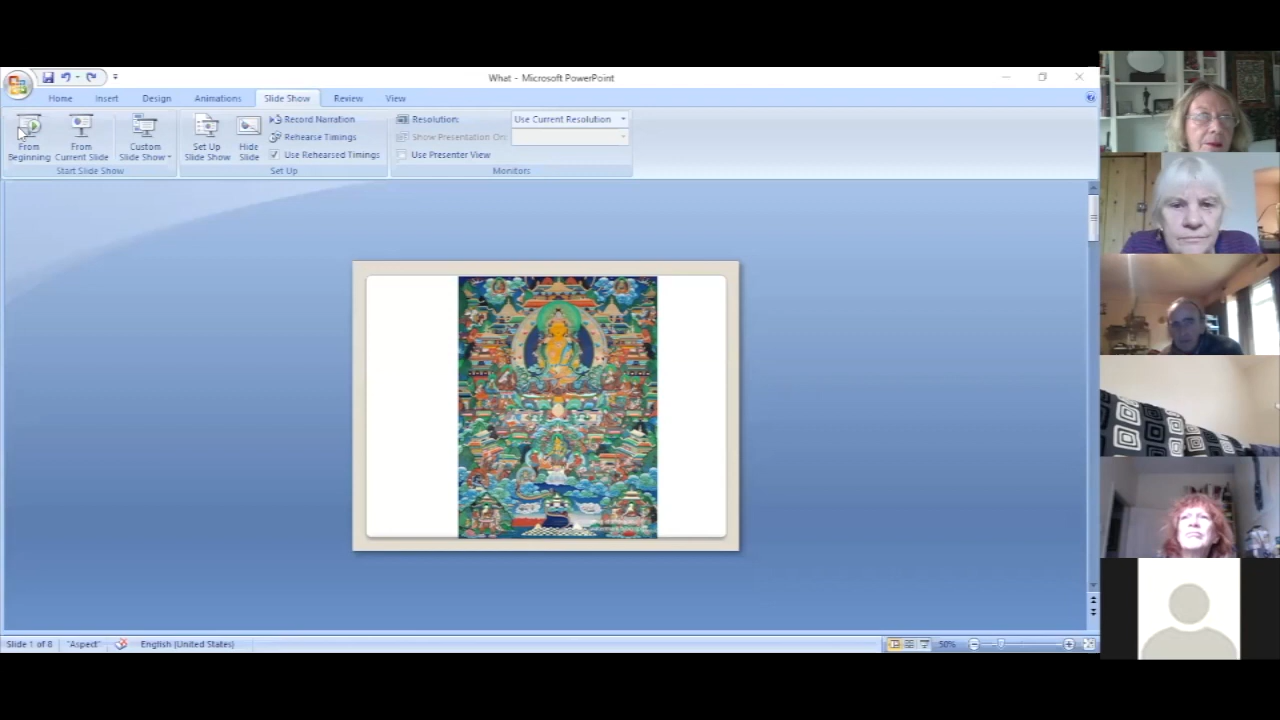 What - Microsoft PowerPoint
Home Insert Design Animations Slide Show Review View
From Beginning
From Current Slide
Custom Slide Show
Start Slide Show
Set Up Slide Show
Hide Slide
Record Narration
Rehearse Timings
Use Rehearsed Timings
Set Up
Resolution: Use Current Resolution
Show Presentation On:
Use Presenter View
Monitors
Slide 1 of 8 "Aspect" English (United States) 50%